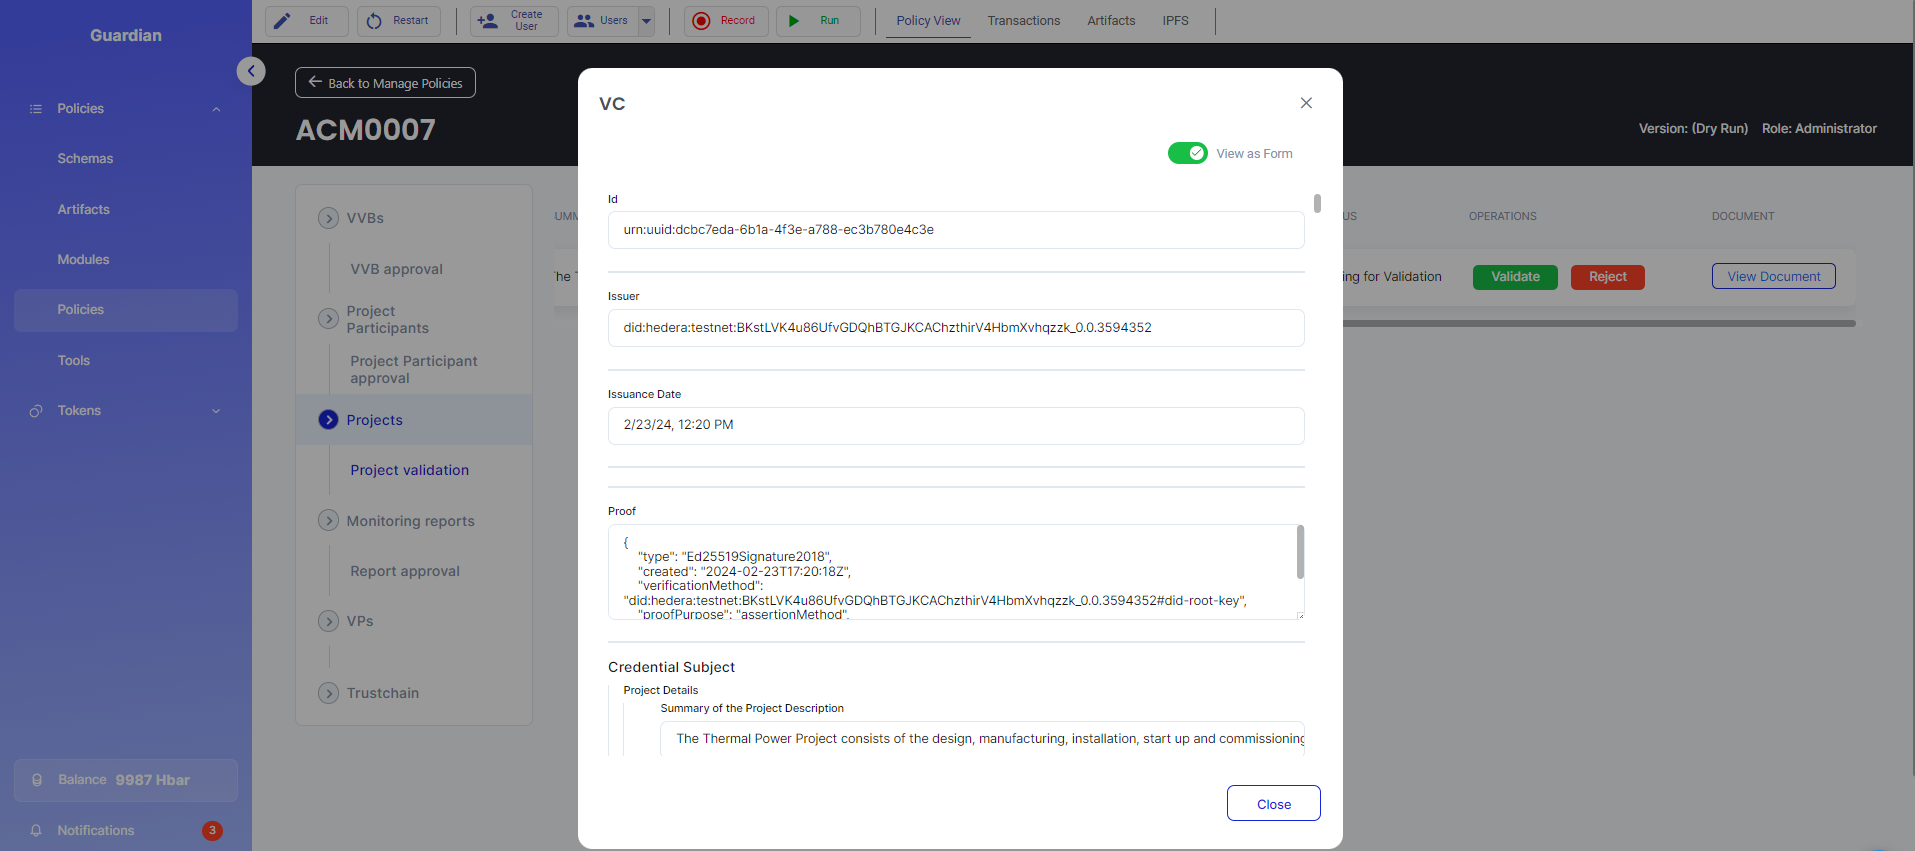 Guardian
Policies
Schemas
Artifacts
Modules
Policies
Tools
Tokens
Balance 9987 Hbar
Notifications 3
Edit
Restart
Create
User
Users
Record
Run
Policy View
Transactions
Artifacts
IPFS
Back to Manage Policies
ACM0007
Version: (Dry Run) Role: Administrator
VVBs
VVB approval
Project
Participants
Project Participant
approval
Projects
Project validation
Monitoring reports
Report approval
VPs
Trustchain
OPERATIONS
DOCUMENT
for Validation
Validate
Reject
View Document
VC
View as Form
Id
urn:uuid:dcbc7eda-6b1a-4f3e-a788-ec3b780e4c3e
Issuer
did:hedera:testnet:BKstLVK4u86UfvGDQhBTGJKCAChzthirV4HbmXvhqzzk_0.0.3594352
Issuance Date
2/23/24, 12:20 PM
Proof
{
"type": "Ed25519Signature2018",
"created": "2024-02-23T17:20:18Z",
"verificationMethod":
"did:hedera:testnet:BKstLVK4u86UfvGDQhBTGJKCAChzthirV4HbmXvhqzzk_0.0.3594352#did-root-key",
"proofPurpose": "assertionMethod",
Credential Subject
Project Details
Summary of the Project Description
The Thermal Power Project consists of the design, manufacturing, installation, start up and commissioning
Close